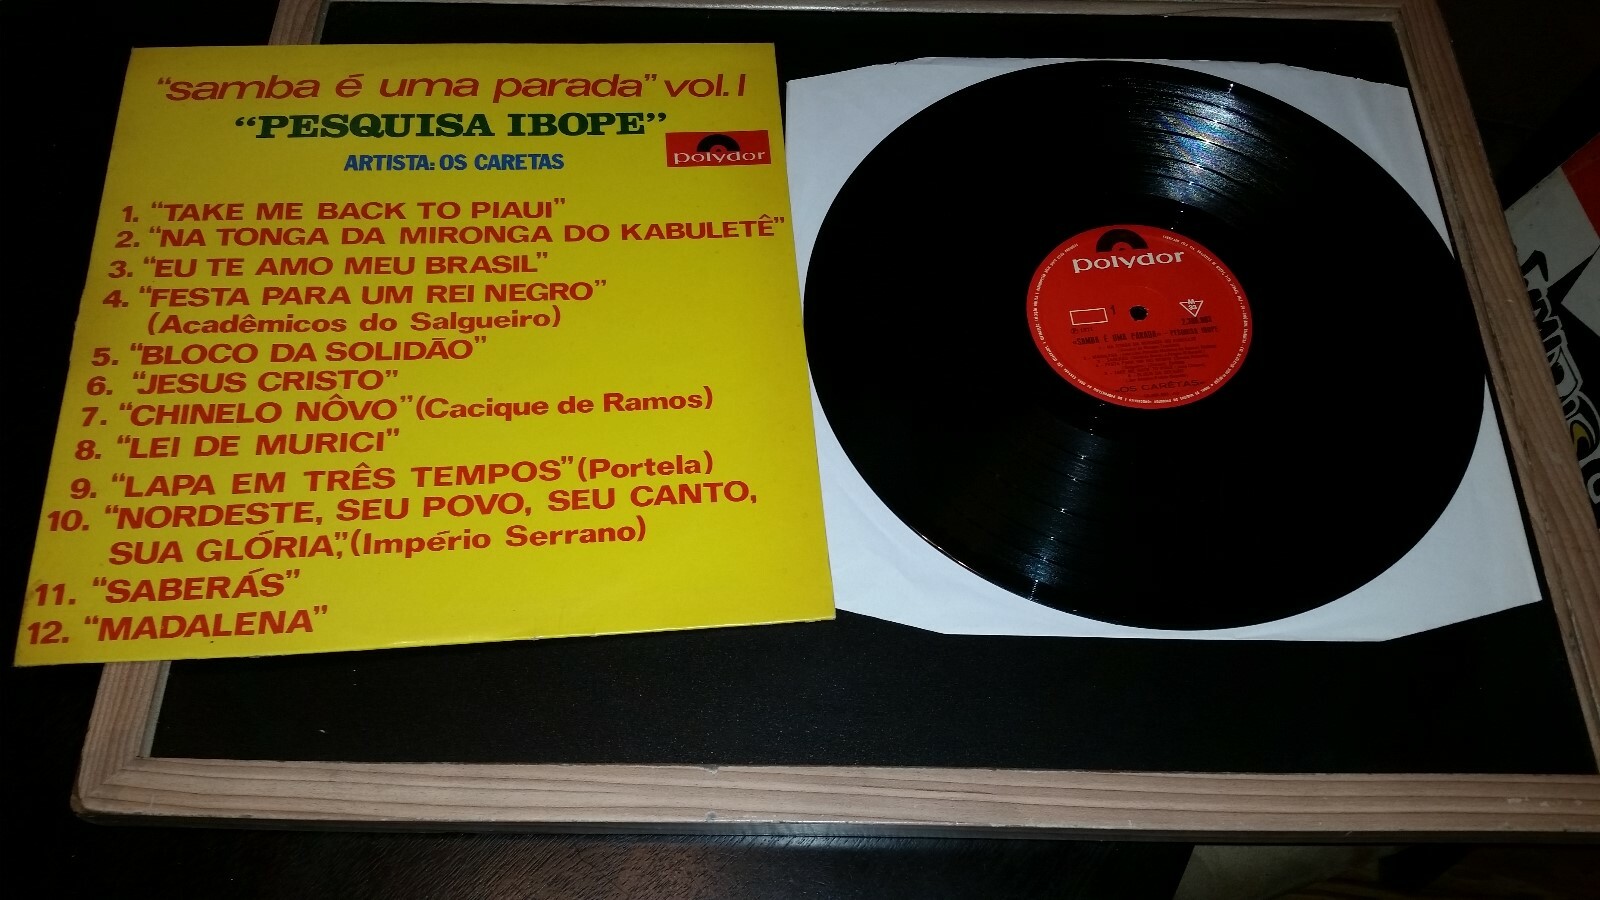 “samba é uma parada” vol. I
“PESQUISA IBOPE”
ARTISTA: OS CARETAS
polydor
1. “TAKE ME BACK TO PIAUI”
2. “NA TONGA DA MIRONGA DO KABULETÊ”
3. “EU TE AMO MEU BRASIL”
4. “FESTA PARA UM REI NEGRO”
(Acadêmicos do Salgueiro)
5. “BLOCO DA SOLIDÃO”
6. “JESUS CRISTO”
7. “CHINELO NÔVO” (Cacique de Ramos)
8. “LEI DE MURICI”
9. “LAPA EM TRÊS TEMPOS” (Portela)
10. “NORDESTE, SEU POVO, SEU CANTO,
SUA GLÓRIA”, (Império Serrano)
11. “SABERÁS”
12. “MADALENA”
polydor
1
M
33
«SAMBA É UMA PARADA» - PESQUISA IBOPE
«OS CARETAS»